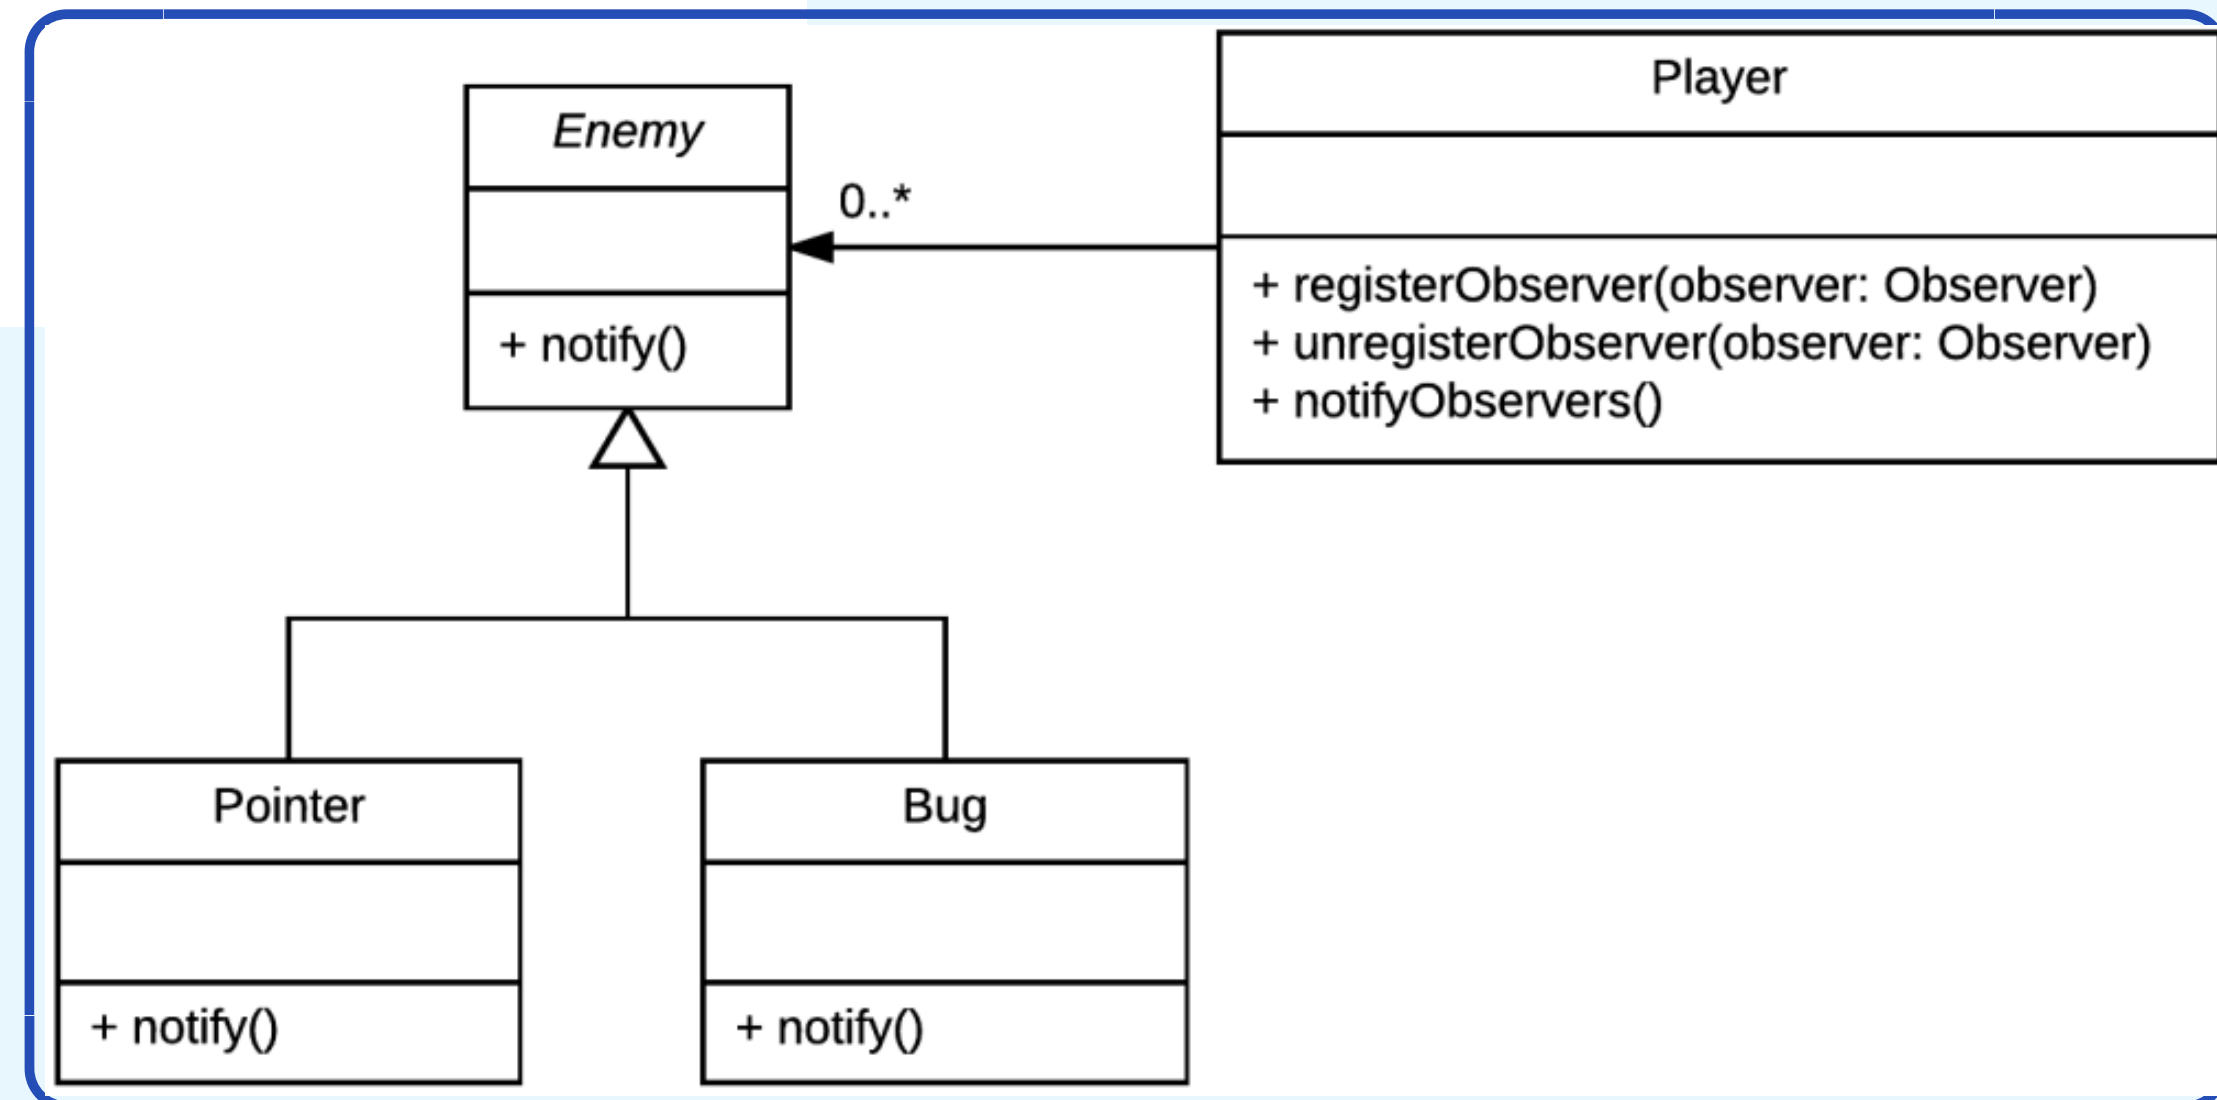 Enemy
+ notify()
0..*
Player
+ registerObserver(observer: Observer)
+ unregisterObserver(observer: Observer)
+ notifyObservers()
Pointer
+ notify()
Bug
+ notify()